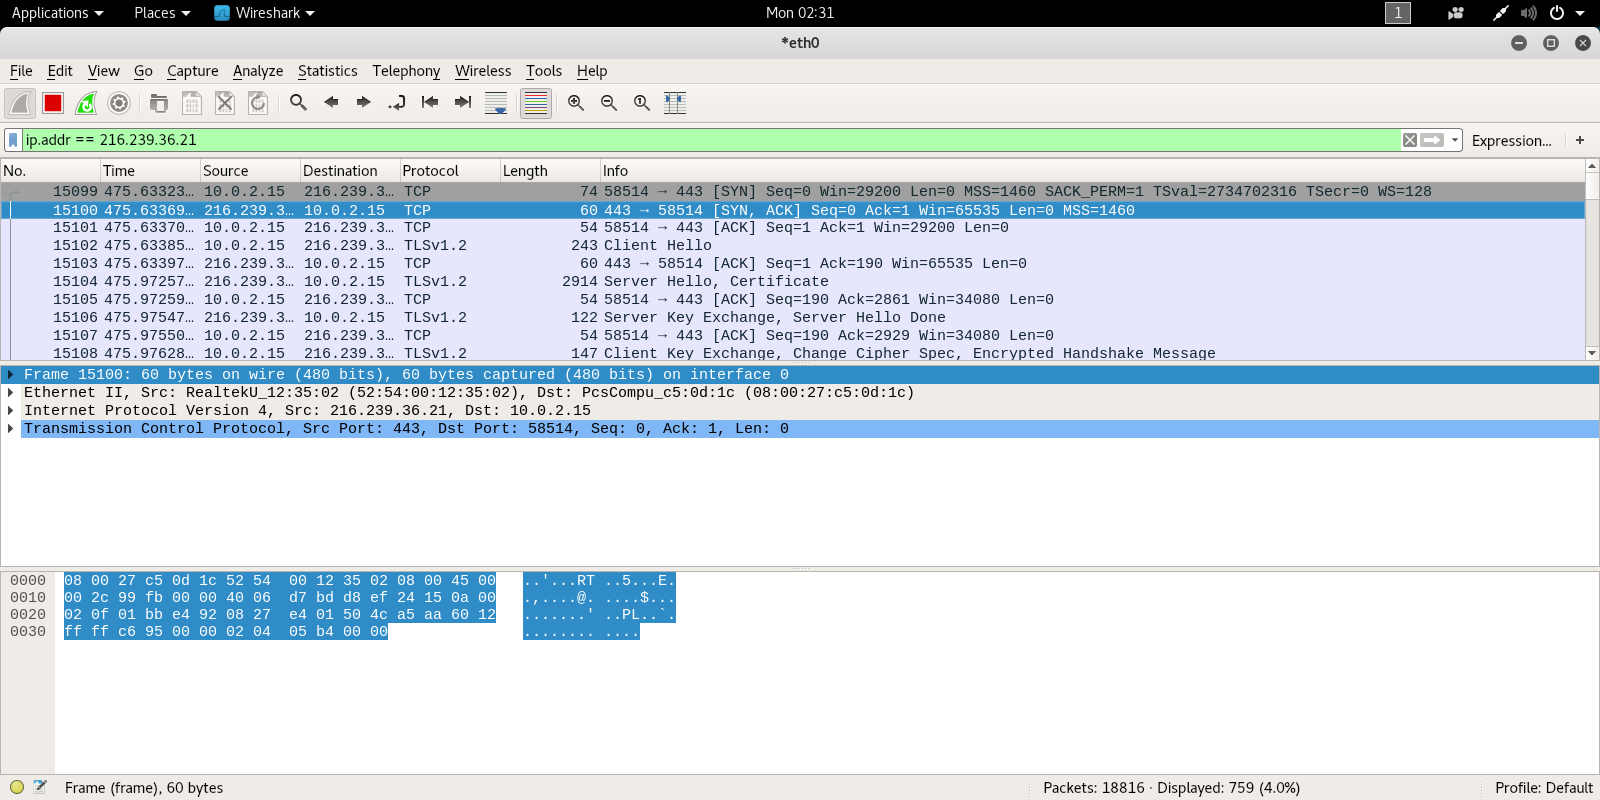 Applications Places Wireshark Mon 02:31 1
*eth0
File Edit View Go Capture Analyze Statistics Telephony Wireless Tools Help
ip.addr == 216.239.36.21 Expression... +
No. Time Source Destination Protocol Length Info
15099 475.63323... 10.0.2.15 216.239.3... TCP 74 58514 → 443 [SYN] Seq=0 Win=29200 Len=0 MSS=1460 SACK_PERM=1 TSval=2734702316 TSecr=0 WS=128
15100 475.63369... 216.239.3... 10.0.2.15 TCP 60 443 → 58514 [SYN, ACK] Seq=0 Ack=1 Win=65535 Len=0 MSS=1460
15101 475.63370... 10.0.2.15 216.239.3... TCP 54 58514 → 443 [ACK] Seq=1 Ack=1 Win=29200 Len=0
15102 475.63385... 10.0.2.15 216.239.3... TLSv1.2 243 Client Hello
15103 475.63397... 216.239.3... 10.0.2.15 TCP 60 443 → 58514 [ACK] Seq=1 Ack=190 Win=65535 Len=0
15104 475.97257... 216.239.3... 10.0.2.15 TLSv1.2 2914 Server Hello, Certificate
15105 475.97259... 10.0.2.15 216.239.3... TCP 54 58514 → 443 [ACK] Seq=190 Ack=2861 Win=34080 Len=0
15106 475.97547... 216.239.3... 10.0.2.15 TLSv1.2 122 Server Key Exchange, Server Hello Done
15107 475.97550... 10.0.2.15 216.239.3... TCP 54 58514 → 443 [ACK] Seq=190 Ack=2929 Win=34080 Len=0
15108 475.97628... 10.0.2.15 216.239.3... TLSv1.2 147 Client Key Exchange, Change Cipher Spec, Encrypted Handshake Message
Frame 15100: 60 bytes on wire (480 bits), 60 bytes captured (480 bits) on interface 0
Ethernet II, Src: RealtekU_12:35:02 (52:54:00:12:35:02), Dst: PcsCompu_c5:0d:1c (08:00:27:c5:0d:1c)
Internet Protocol Version 4, Src: 216.239.36.21, Dst: 10.0.2.15
Transmission Control Protocol, Src Port: 443, Dst Port: 58514, Seq: 0, Ack: 1, Len: 0
0000 08 00 27 c5 0d 1c 52 54 00 12 35 02 08 00 45 00 ..'...RT ..5...E.
0010 00 2c 99 fb 00 00 40 06 d7 bd d8 ef 24 15 0a 00 .,....@. ....$...
0020 02 0f 01 bb e4 92 08 27 e4 01 50 4c a5 aa 60 12 .......' ..PL..`.
0030 ff ff c6 95 00 00 02 04 05 b4 00 00 ........ ....
Frame (frame), 60 bytes Packets: 18816 · Displayed: 759 (4.0%) Profile: Default